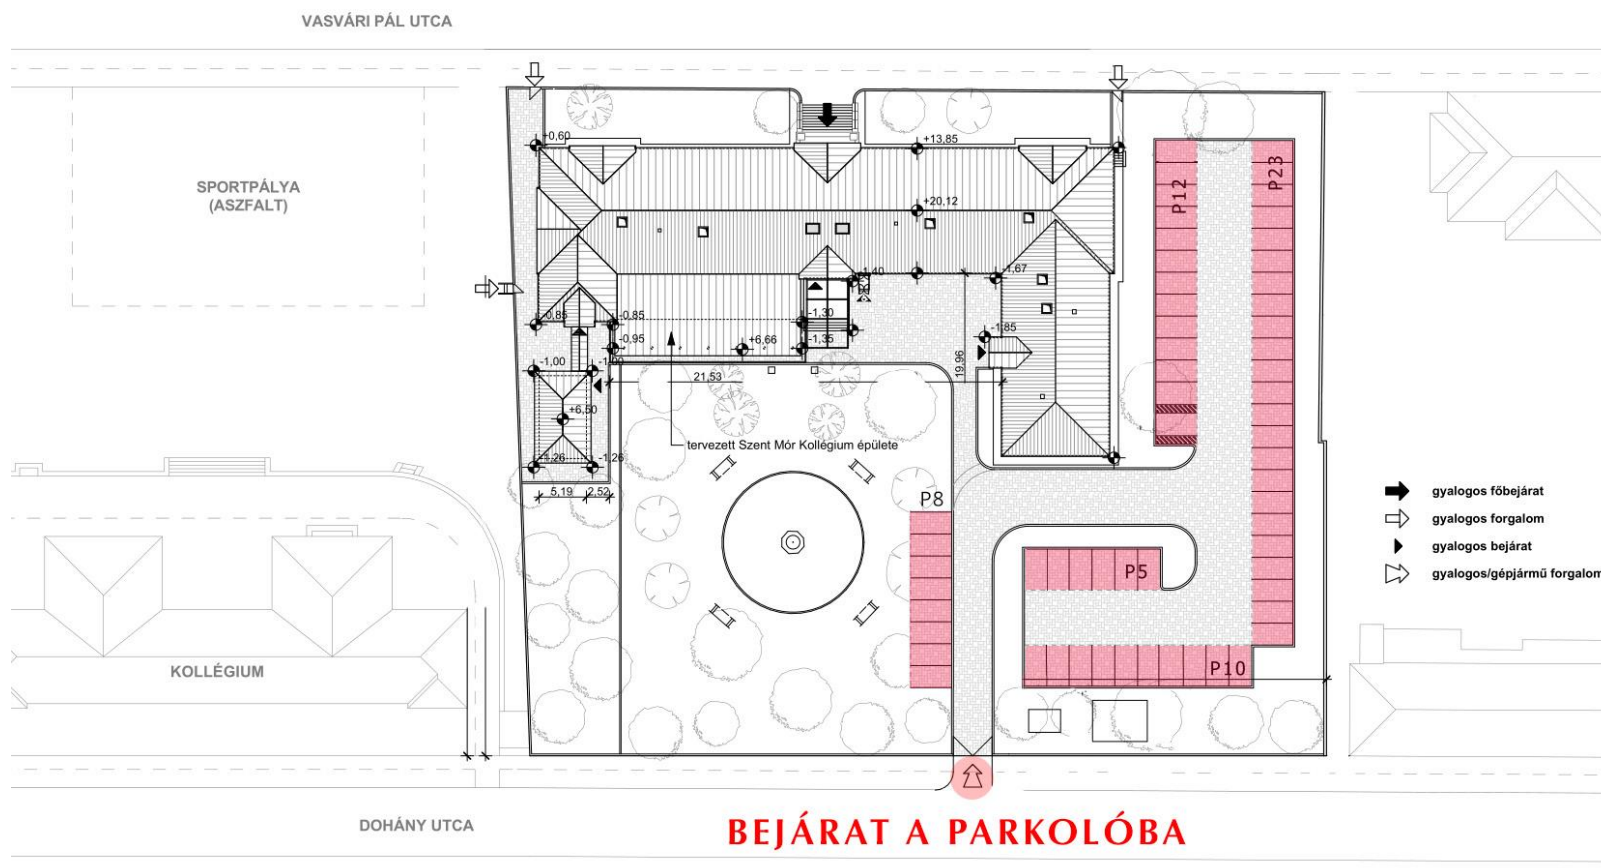 VASVÁRI PÁL UTCA
+0,60
+13,85
P12
P23
SPORTPÁLYA
(ASZFALT)
+20,12
-1,40
-1,67
-0,85
-0,85
-1,30
-1,85
-0,95
+6,66
-1,35
-1,00
-1,00
21,53
19,96
+6,50
tervezett Szent Mór Kollégium épülete
-1,26
-1,26
5,19
2,52
P8
gyalogos főbejárat
gyalogos forgalom
gyalogos bejárat
P5
gyalogos/gépjármű forgalom
KOLLÉGIUM
P10
DOHÁNY UTCA
BEJÁRAT A PARKOLÓBA